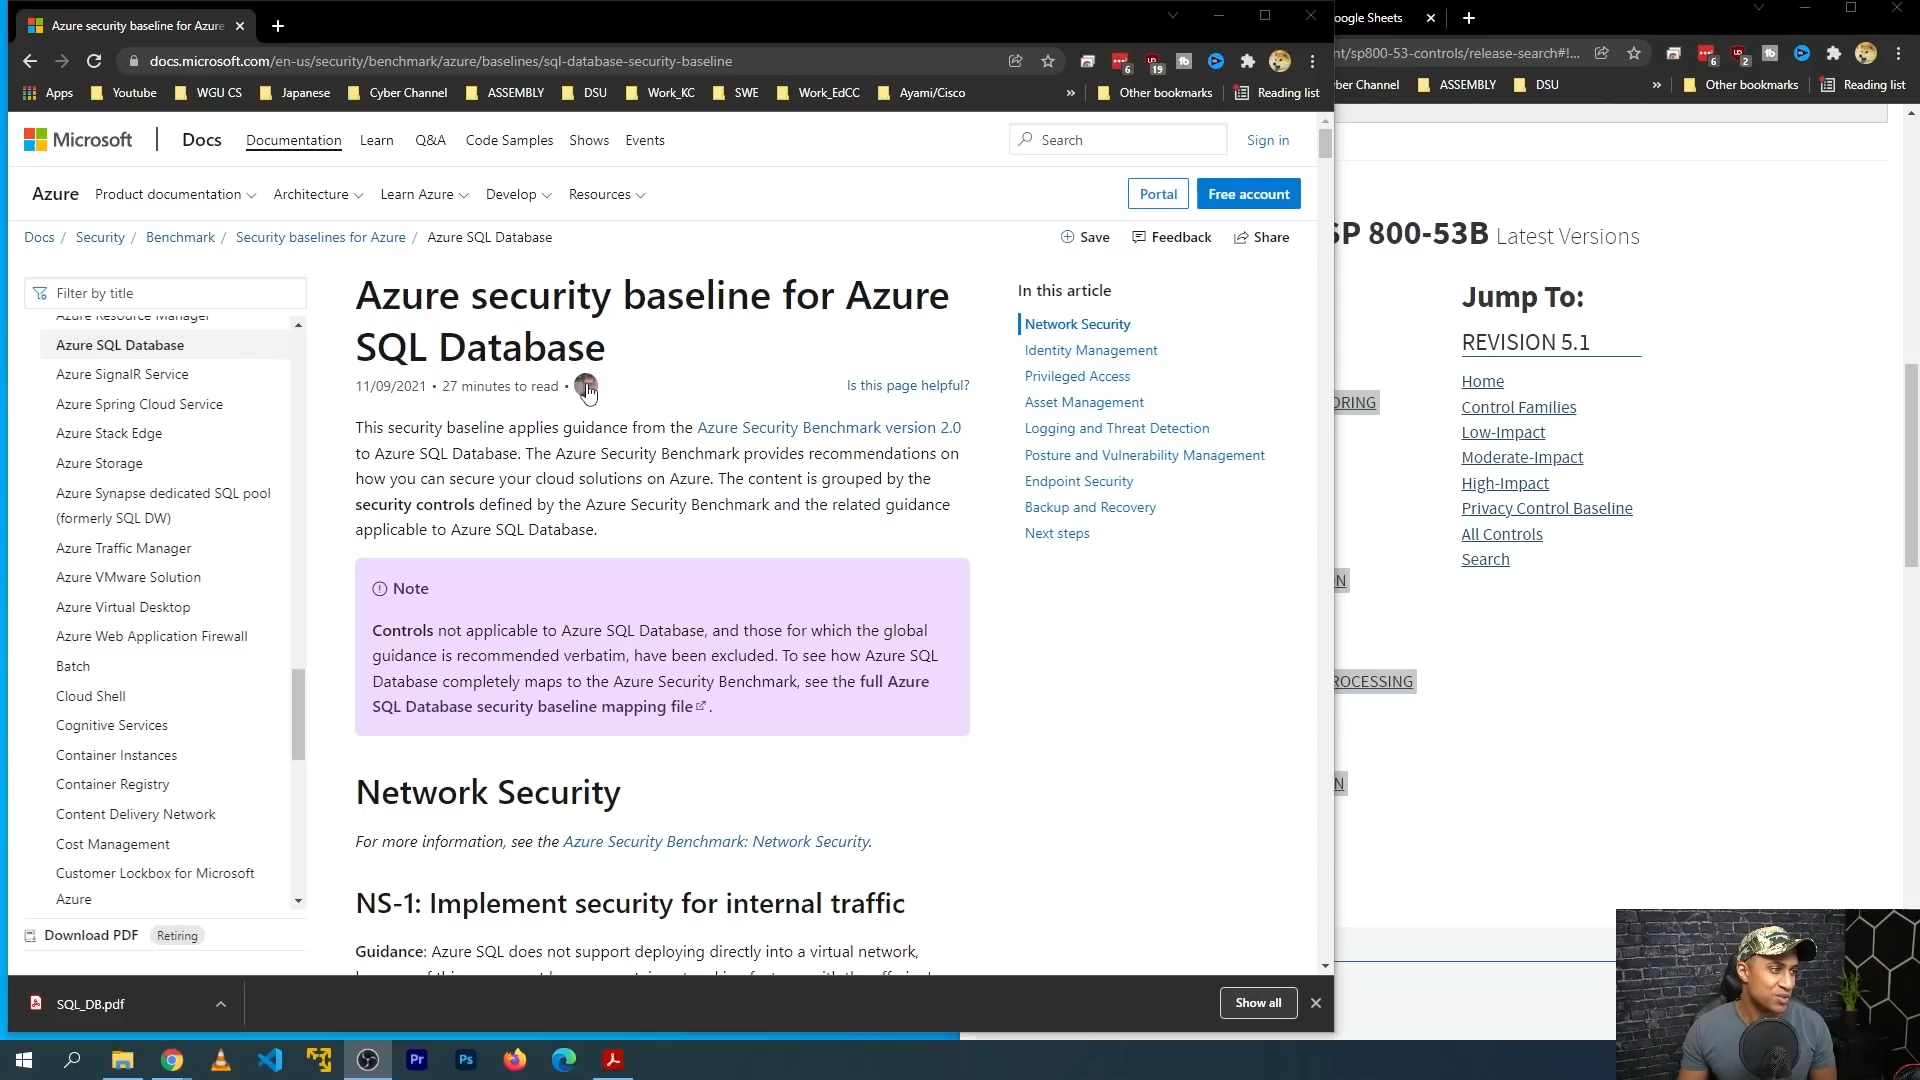 Azure security baseline for Azure
oogle Sheets
docs.microsoft.com/en-us/security/benchmark/azure/baselines/sql-database-security-baseline
6
19
nt/sp800-53-controls/release-search#!...
6
2
Apps
Youtube
WGU CS
Japanese
Cyber Channel
ASSEMBLY
DSU
Work_KC
SWE
Work_EdCC
Ayami/Cisco
»
Other bookmarks
Reading list
ber Channel
ASSEMBLY
DSU
»
Other bookmarks
Reading list
Microsoft
Docs
Documentation
Learn
Q&A
Code Samples
Shows
Events
Search
Sign in
Azure
Product documentation
Architecture
Learn Azure
Develop
Resources
Portal
Free account
Docs / Security / Benchmark / Security baselines for Azure / Azure SQL Database
Save
Feedback
Share
Filter by title
Azure Resource Manager
Azure SQL Database
Azure SignalR Service
Azure Spring Cloud Service
Azure Stack Edge
Azure Storage
Azure Synapse dedicated SQL pool
(formerly SQL DW)
Azure Traffic Manager
Azure VMware Solution
Azure Virtual Desktop
Azure Web Application Firewall
Batch
Cloud Shell
Cognitive Services
Container Instances
Container Registry
Content Delivery Network
Cost Management
Customer Lockbox for Microsoft
Azure
Download PDF
Retiring
Azure security baseline for Azure
SQL Database
11/09/2021 • 27 minutes to read •
Is this page helpful?
This security baseline applies guidance from the Azure Security Benchmark version 2.0
to Azure SQL Database. The Azure Security Benchmark provides recommendations on
how you can secure your cloud solutions on Azure. The content is grouped by the
security controls defined by the Azure Security Benchmark and the related guidance
applicable to Azure SQL Database.
Note
Controls not applicable to Azure SQL Database, and those for which the global
guidance is recommended verbatim, have been excluded. To see how Azure SQL
Database completely maps to the Azure Security Benchmark, see the full Azure
SQL Database security baseline mapping file .
Network Security
For more information, see the Azure Security Benchmark: Network Security.
NS-1: Implement security for internal traffic
Guidance: Azure SQL does not support deploying directly into a virtual network,
In this article
Network Security
Identity Management
Privileged Access
Asset Management
Logging and Threat Detection
Posture and Vulnerability Management
Endpoint Security
Backup and Recovery
Next steps
SP 800-53B Latest Versions
Jump To:
REVISION 5.1
Home
Control Families
Low-Impact
Moderate-Impact
High-Impact
Privacy Control Baseline
All Controls
Search
ORING
ON
ROCESSING
N
SQL_DB.pdf
Show all
Pr
Ps